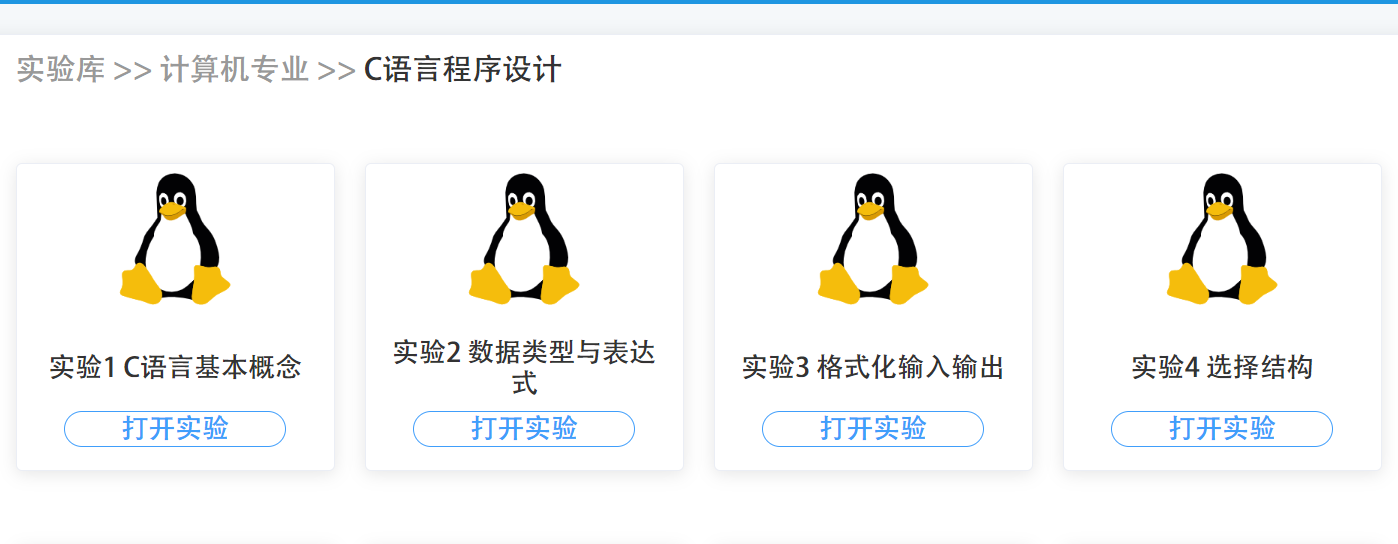 实验库 >> 计算机专业 >> C语言程序设计
实验1 C语言基本概念
打开实验
实验2 数据类型与表达
式
打开实验
实验3 格式化输入输出
打开实验
实验4 选择结构
打开实验